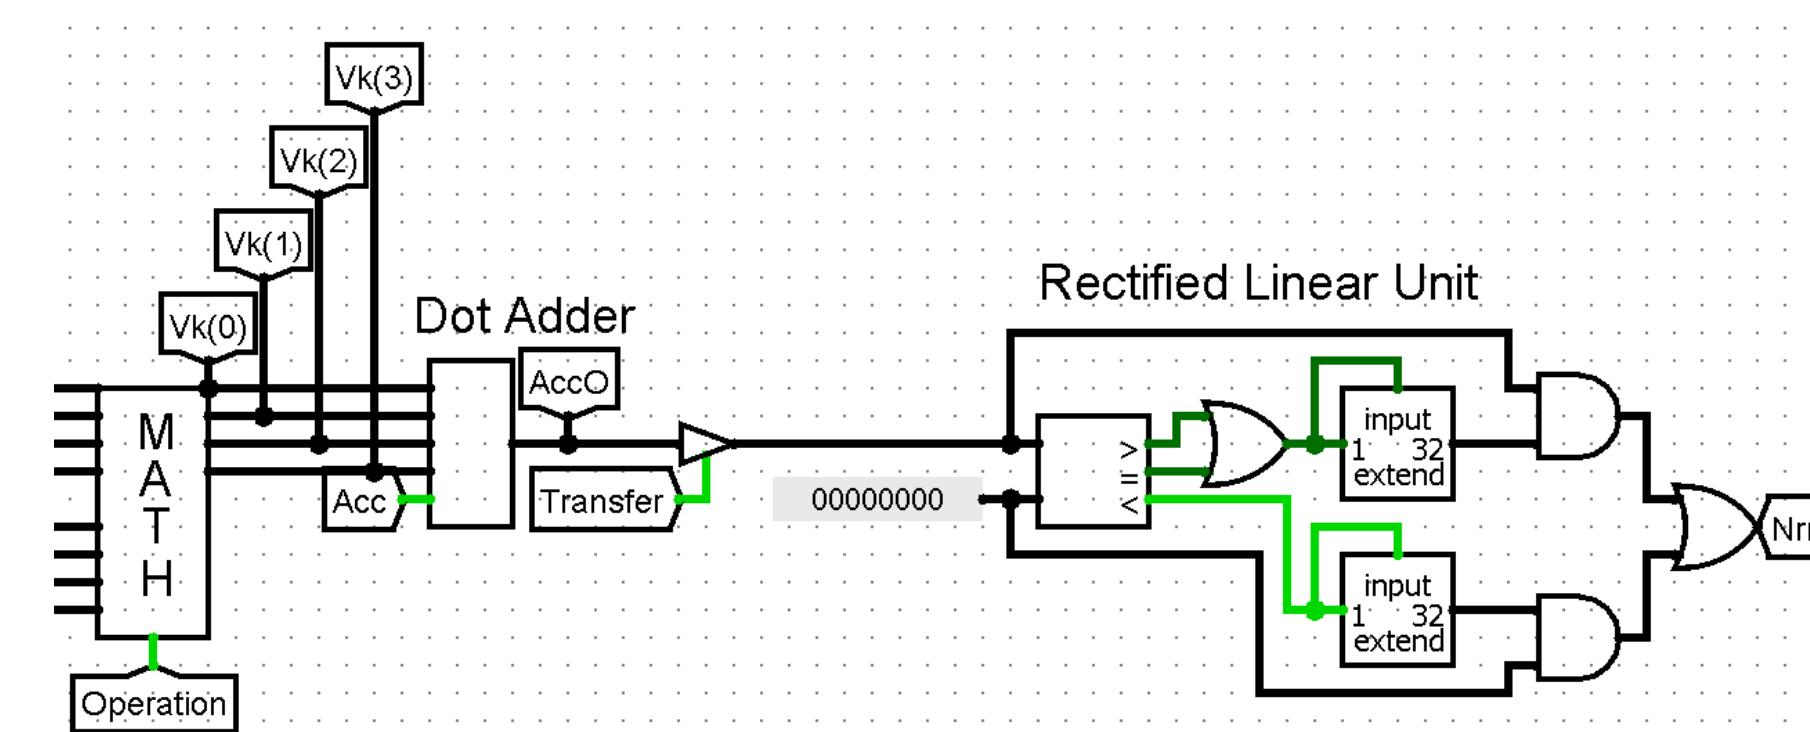 Vk(3)
Vk(2)
Vk(1)
Vk(0)
Dot Adder
Rectified Linear Unit
AccO
M
A
T
H
Acc
Transfer
00000000
>
=
<
input
1 32
extend
input
1 32
extend
Operation